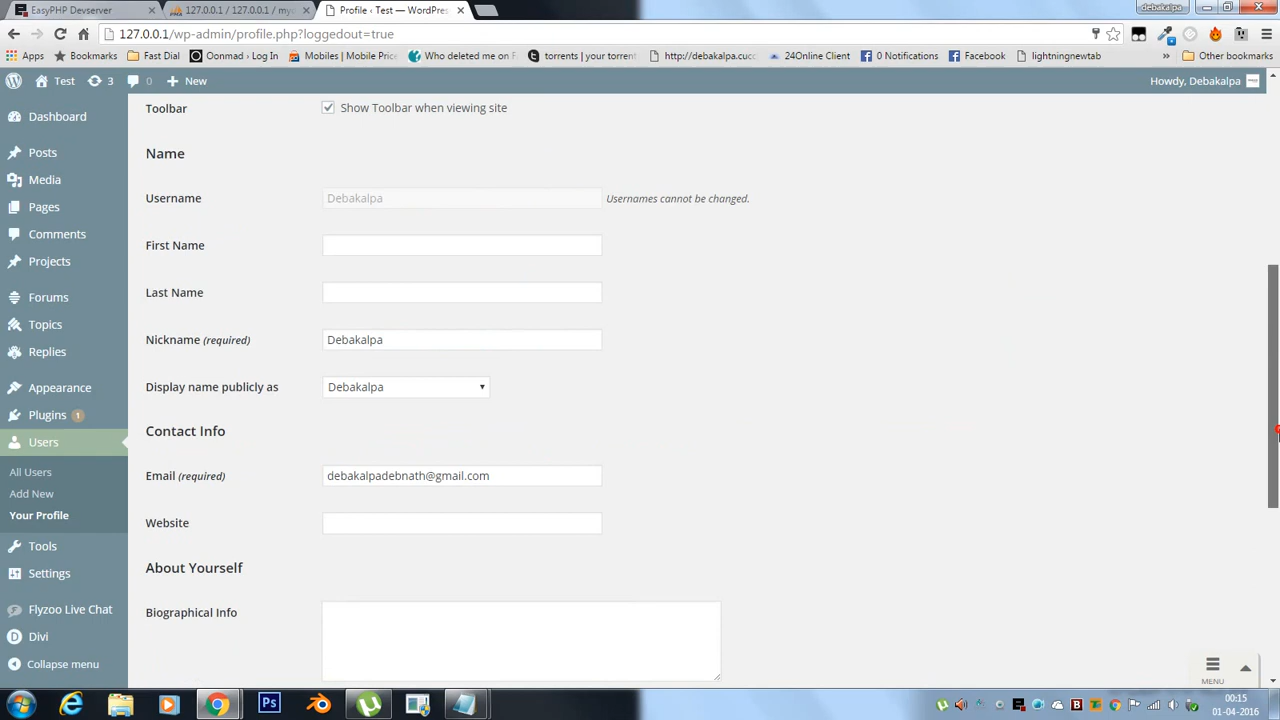 EasyPHP Devserver
127.0.0.1 / 127.0.0.1 / my
Profile ‹ Test — WordPres
debakalpa
127.0.0.1/wp-admin/profile.php?loggedout=true
Apps
Bookmarks
Fast Dial
Oonmad › Log In
Mobiles | Mobile Pric
Who deleted me on F
torrents | your torrent
http://debakalpa.cucc
24Online Client
0 Notifications
Facebook
lightningnewtab
»
Other bookmarks
Test
3
0
New
Howdy, Debakalpa
Dashboard
Posts
Media
Pages
Comments
Projects
Forums
Topics
Replies
Appearance
Plugins 1
Users
All Users
Add New
Your Profile
Tools
Settings
Flyzoo Live Chat
Divi
Collapse menu
Toolbar
Show Toolbar when viewing site
Name
Username
Debakalpa
Usernames cannot be changed.
First Name
Last Name
Nickname (required)
Debakalpa
Display name publicly as
Debakalpa
Contact Info
Email (required)
debakalpadebnath@gmail.com
Website
About Yourself
Biographical Info
MENU
Ps
00:15
01-04-2016